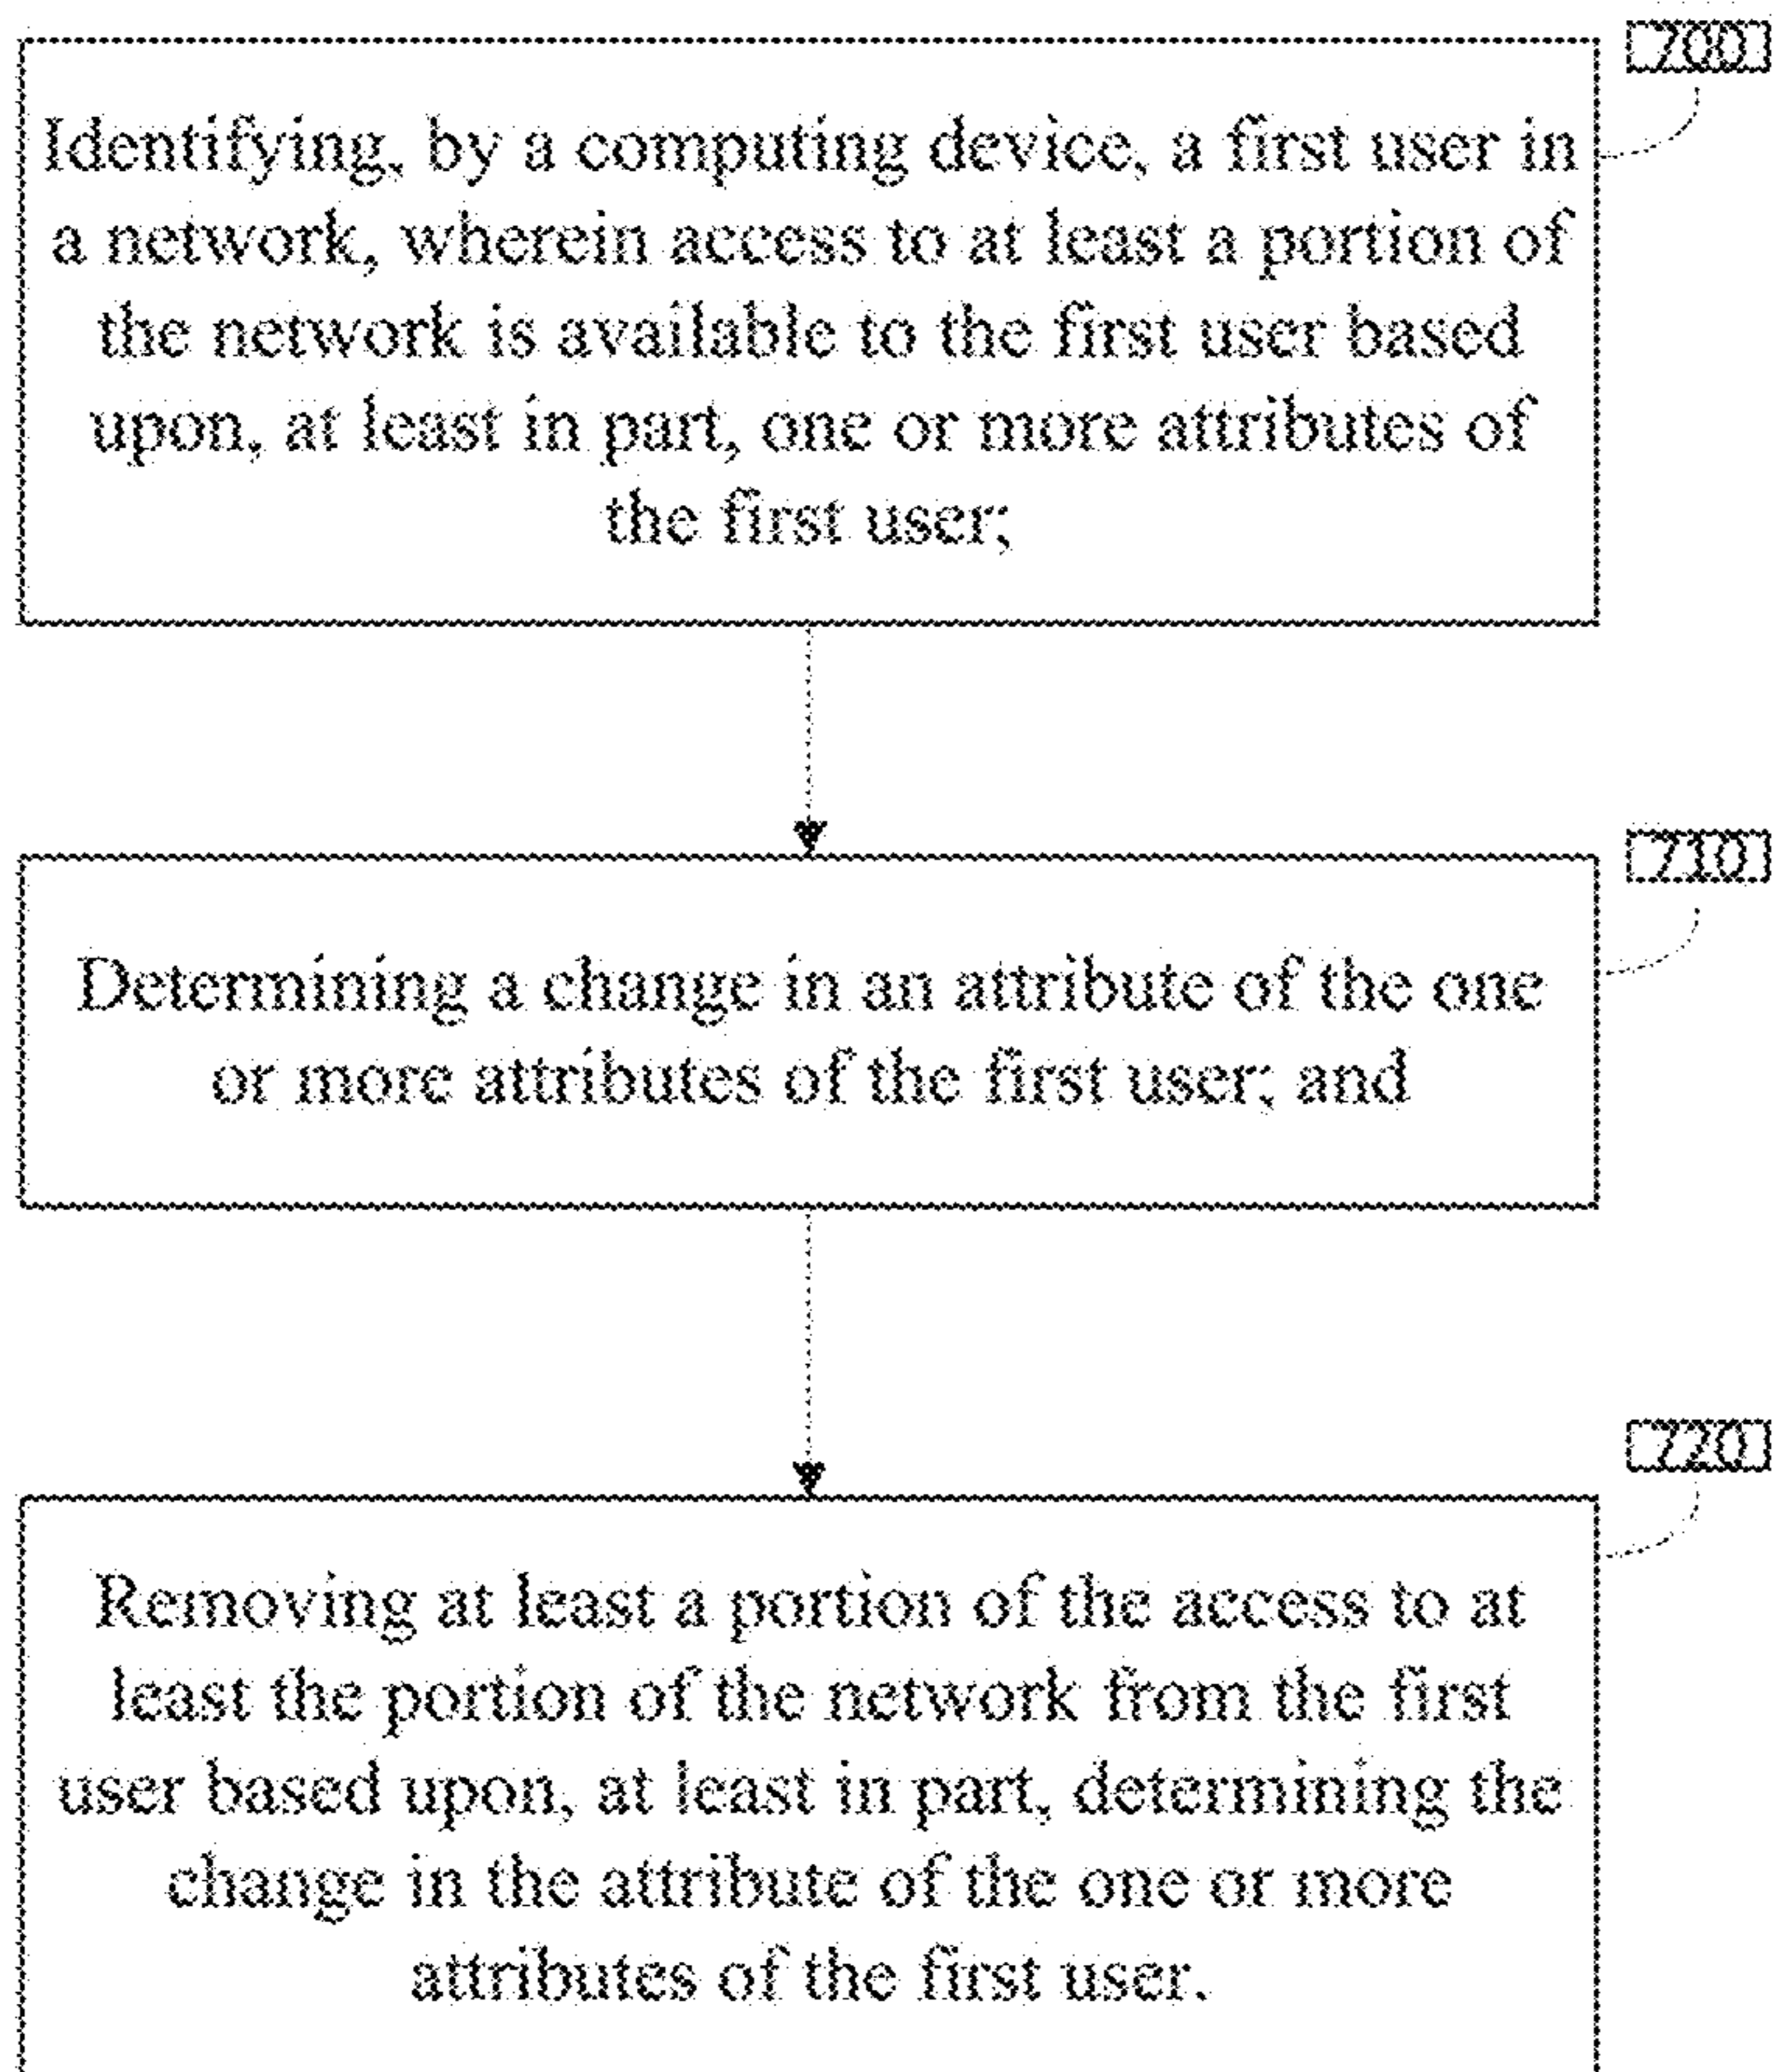 700
Identifying, by a computing device, a first user in
a network, wherein access to at least a portion of
the network is available to the first user based
upon, at least in part, one or more attributes of
the first user;
710
Determining a change in an attribute of the one
or more attributes of the first user; and
720
Removing at least a portion of the access to at
least the portion of the network from the first
user based upon, at least in part, determining the
change in the attribute of the one or more
attributes of the first user.